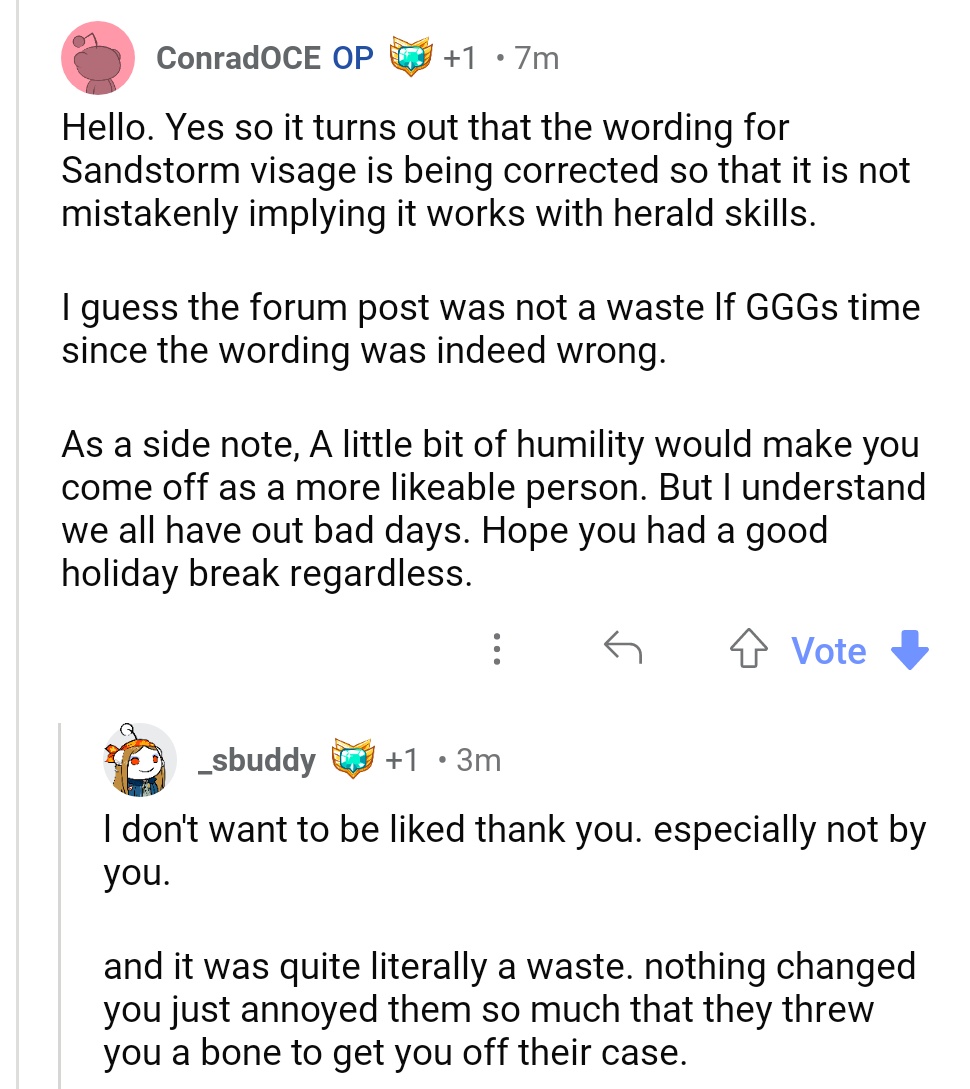 ConradOCE OP +1 • 7m
Hello. Yes so it turns out that the wording for
Sandstorm visage is being corrected so that it is not
mistakenly implying it works with herald skills.
I guess the forum post was not a waste lf GGGs time
since the wording was indeed wrong.
As a side note, A little bit of humility would make you
come off as a more likeable person. But I understand
we all have out bad days. Hope you had a good
holiday break regardless.
Vote
_sbuddy +1 • 3m
I don't want to be liked thank you. especially not by
you.
and it was quite literally a waste. nothing changed
you just annoyed them so much that they threw
you a bone to get you off their case.